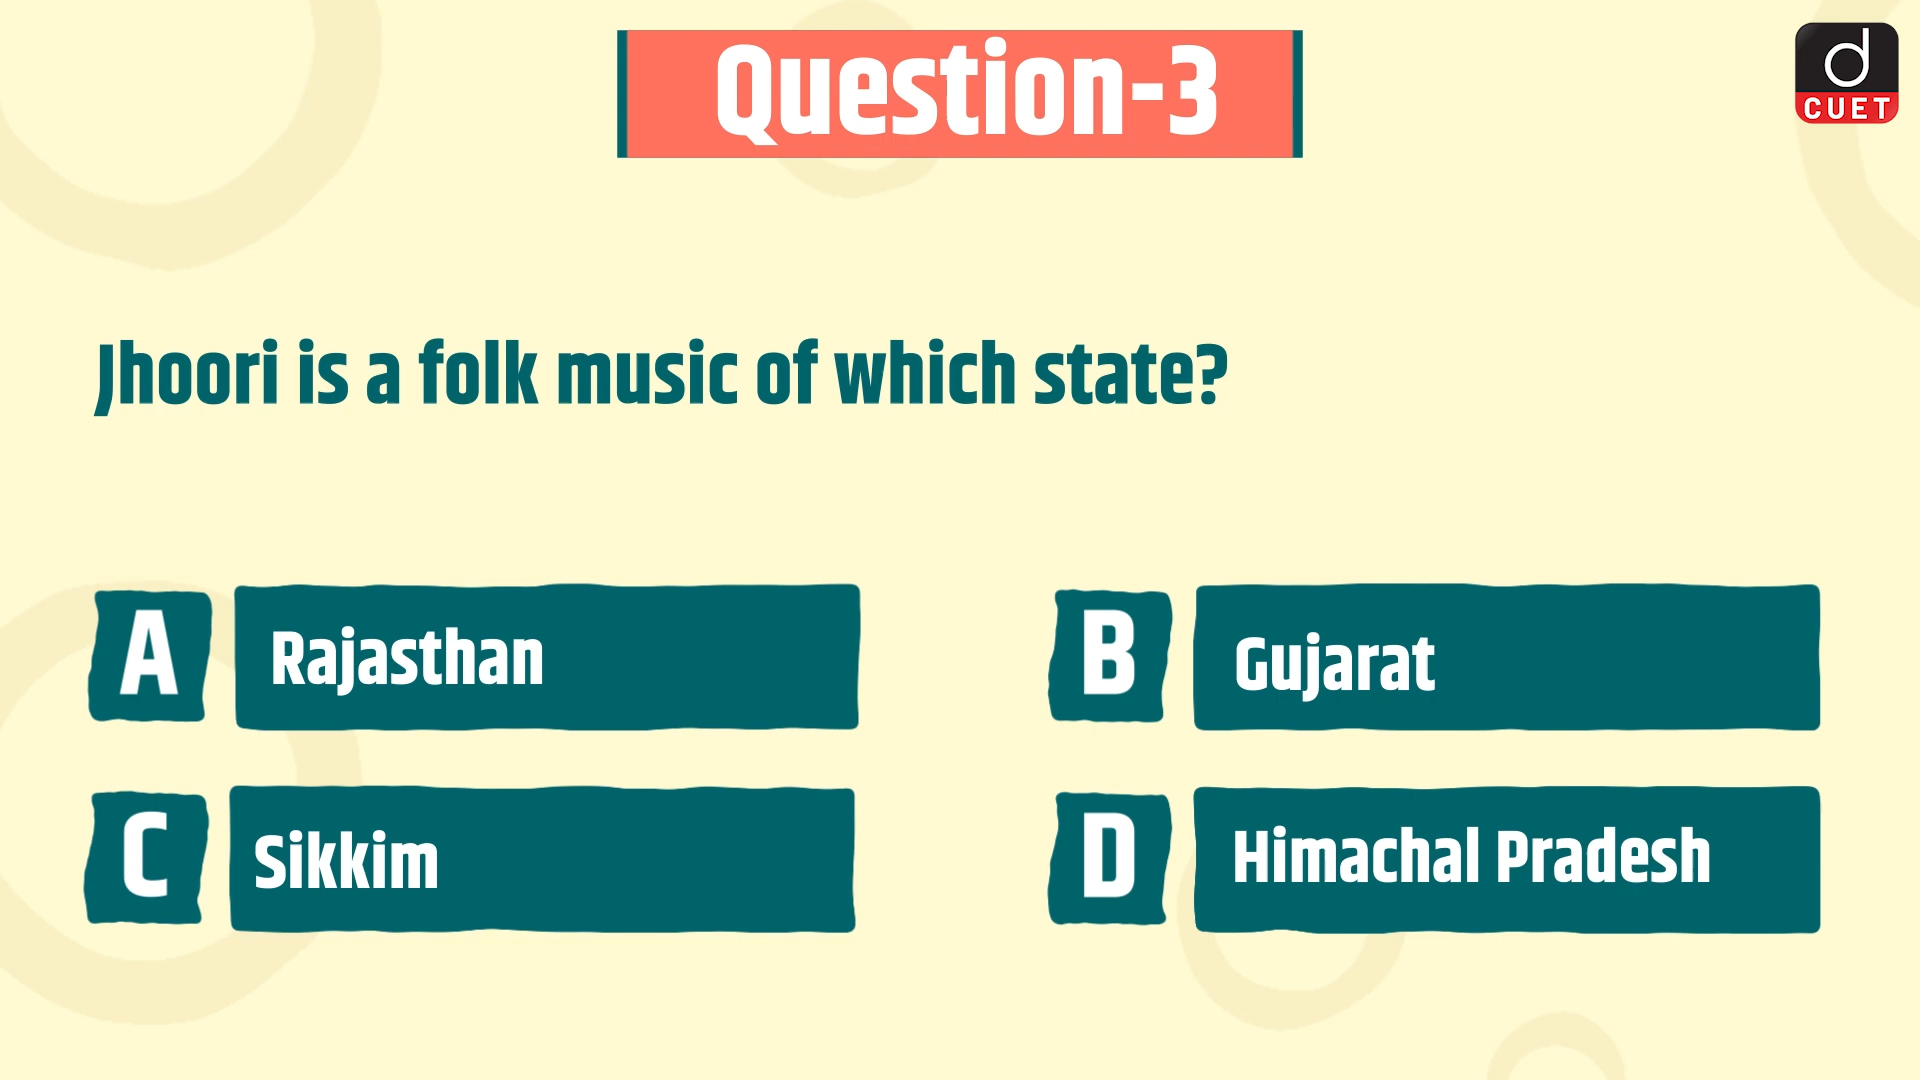 Question-3
d
CUET
Jhoori is a folk music of which state?
A
Rajasthan
B
Gujarat
C
Sikkim
D
Himachal Pradesh